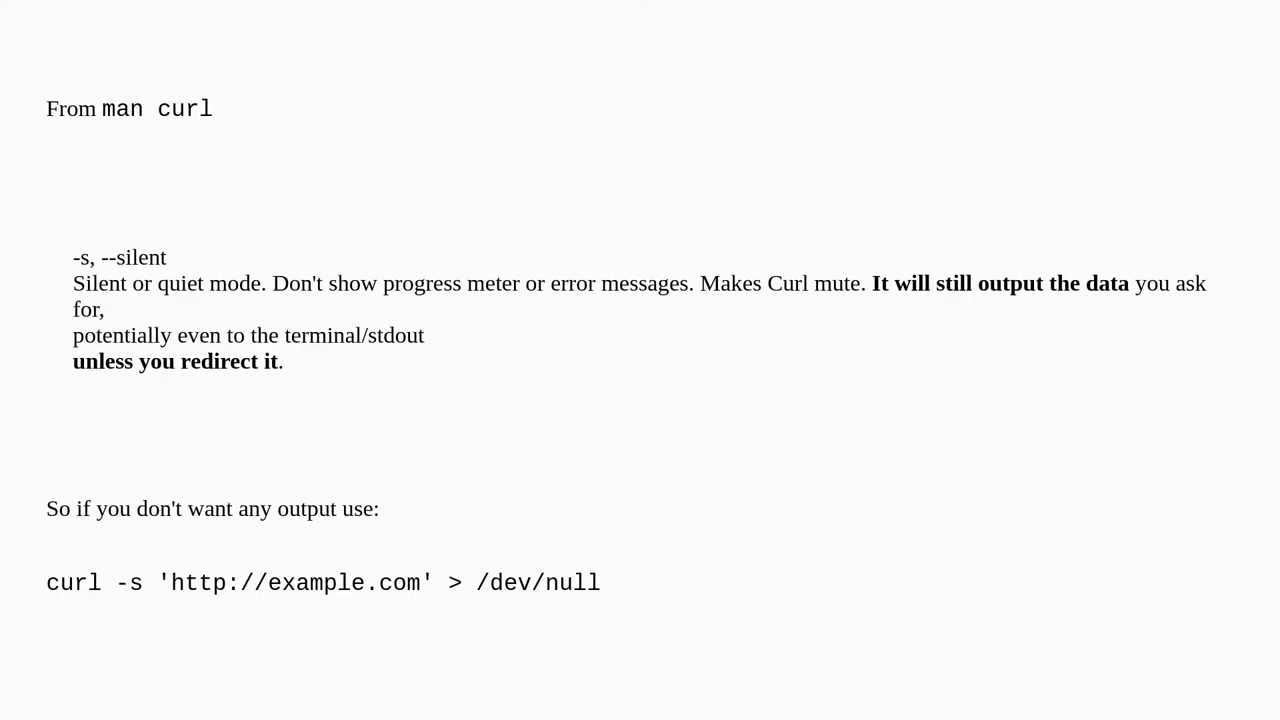 From man curl
-s, --silent
Silent or quiet mode. Don't show progress meter or error messages. Makes Curl mute. It will still output the data you ask
for,
potentially even to the terminal/stdout
unless you redirect it.
So if you don't want any output use:
curl -s 'http://example.com' > /dev/null